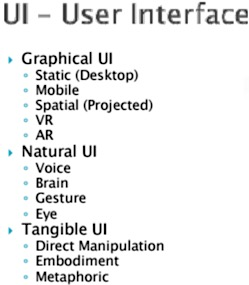 UI – User Interface
Graphical UI
Static (Desktop)
Mobile
Spatial (Projected)
VR
AR
Natural UI
Voice
Brain
Gesture
Eye
Tangible UI
Direct Manipulation
Embodiment
Metaphoric